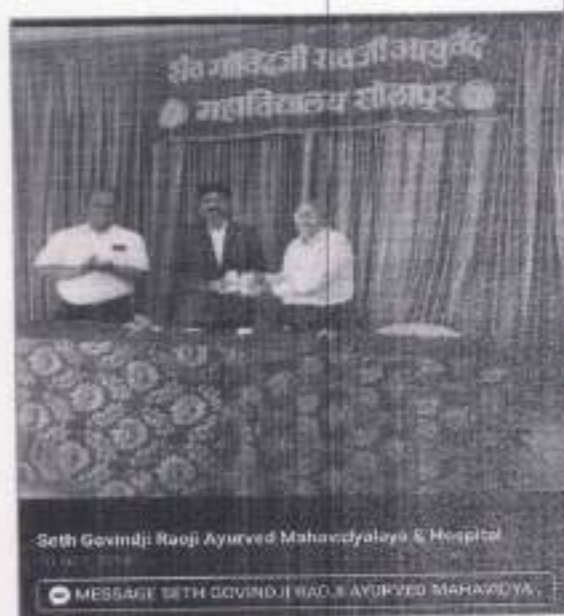 शेठ गोविंदजी रावजी आयुर्वेद
महाविद्यालय सोलापूर
Seth Govindji Raoji Ayurved Mahavidyalaya & Hospital
MESSAGE SETH GOVINDJI RAOJI AYURVED MAHAVIDYA...